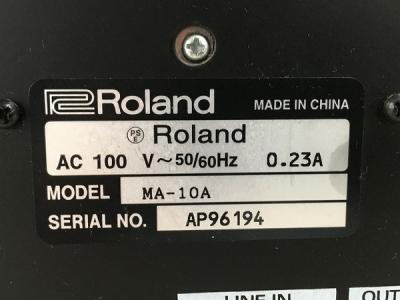 Roland MADE IN CHINA
PS E Roland
AC 100 V~50/60Hz 0.23A
MODEL MA-10A
SERIAL NO. AP96194
LINE IN OUT